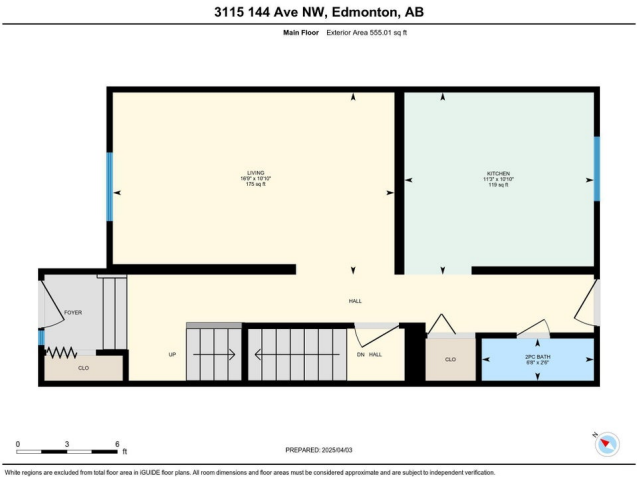 3115 144 Ave NW, Edmonton, AB
Main Floor Exterior Area 555.01 sq ft
LIVING
16'9" x 10'10"
175 sq ft
KITCHEN
11'3" x 10'10"
119 sq ft
HALL
FOYER
UP
DN HALL
CLO
CLO
2PC BATH
6'8" x 2'6"
0 3 6
ft
PREPARED: 2025/04/03
N
White regions are excluded from total floor area in iGUIDE floor plans. All room dimensions and floor areas must be considered approximate and are subject to independent verification.